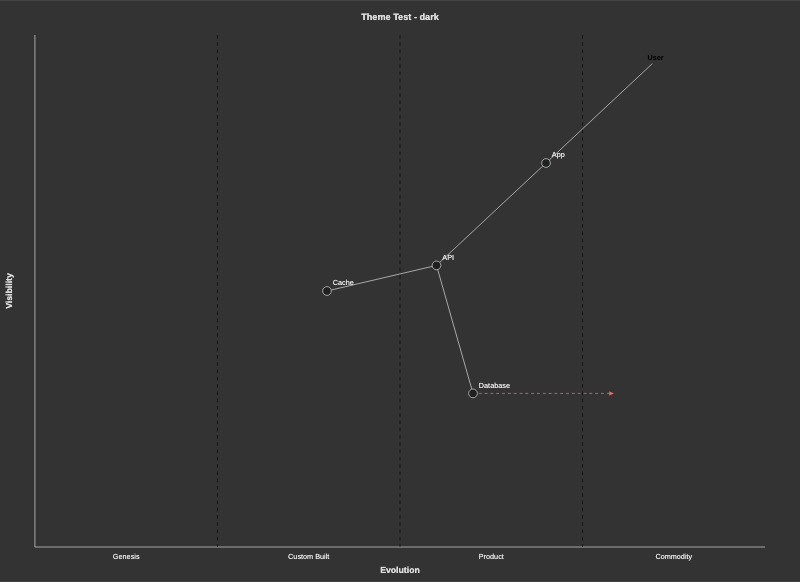 Theme Test - dark
User
App
API
Cache
Database
Visibility
Genesis
Custom Built
Product
Commodity
Evolution